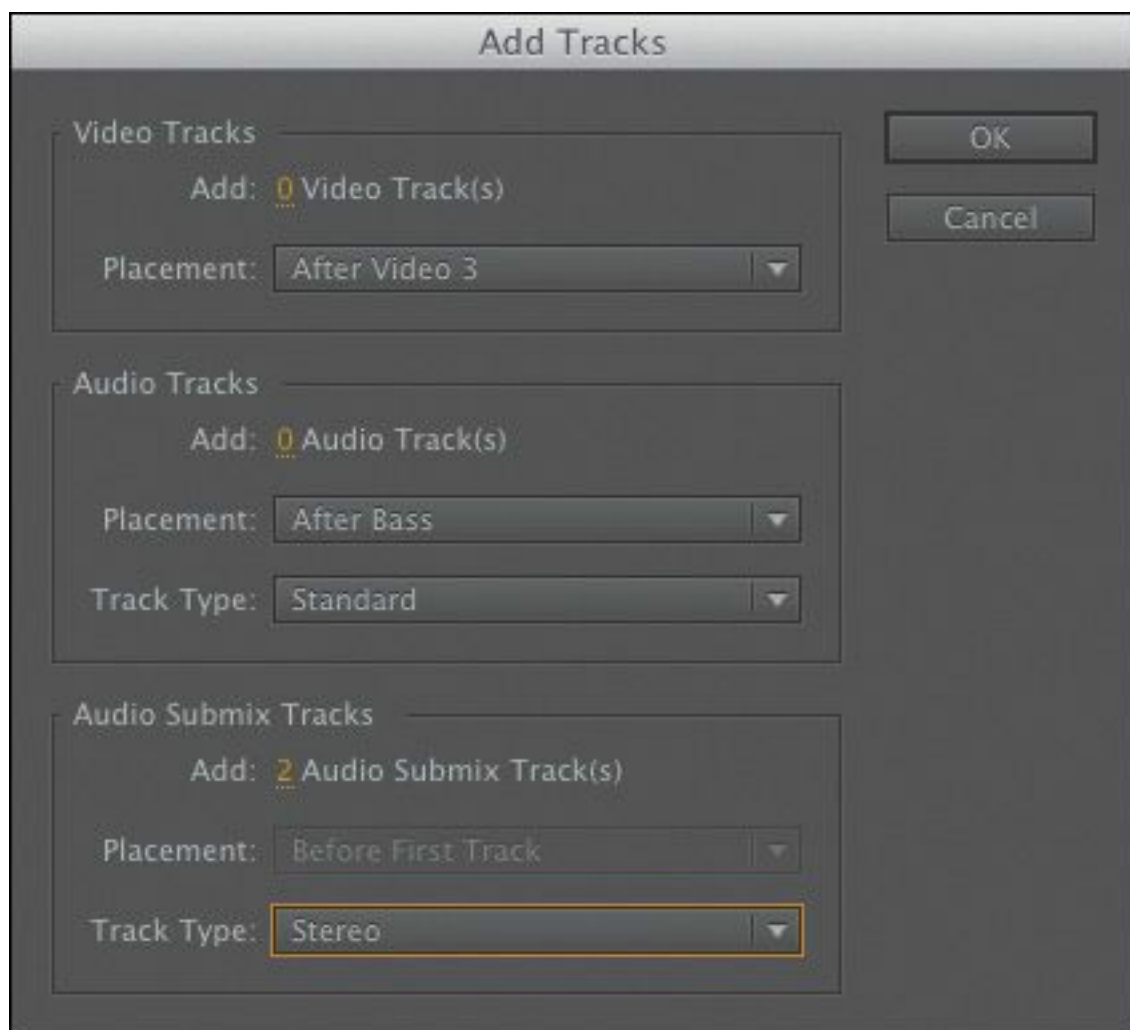 Add Tracks
Video Tracks
OK
Add: 0 Video Track(s)
Cancel
Placement: After Video 3
Audio Tracks
Add: 0 Audio Track(s)
Placement: After Bass
Track Type: Standard
Audio Submix Tracks
Add: 2 Audio Submix Track(s)
Placement: Before First Track
Track Type: Stereo